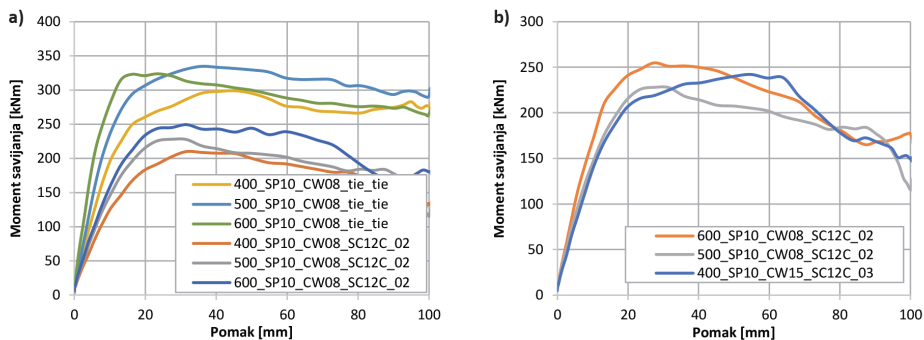 a)
Moment savijanja [kNm]
400
350
300
250
200
150
100
50
0
0 20 40 60 80 100
Pomak [mm]
400_SP10_CW08_tie_tie
500_SP10_CW08_tie_tie
600_SP10_CW08_tie_tie
400_SP10_CW08_SC12C_02
500_SP10_CW08_SC12C_02
600_SP10_CW08_SC12C_02
b)
Moment savijanja [kNm]
300
250
200
150
100
50
0
0 20 40 60 80 100
Pomak [mm]
600_SP10_CW08_SC12C_02
500_SP10_CW08_SC12C_02
400_SP10_CW15_SC12C_03